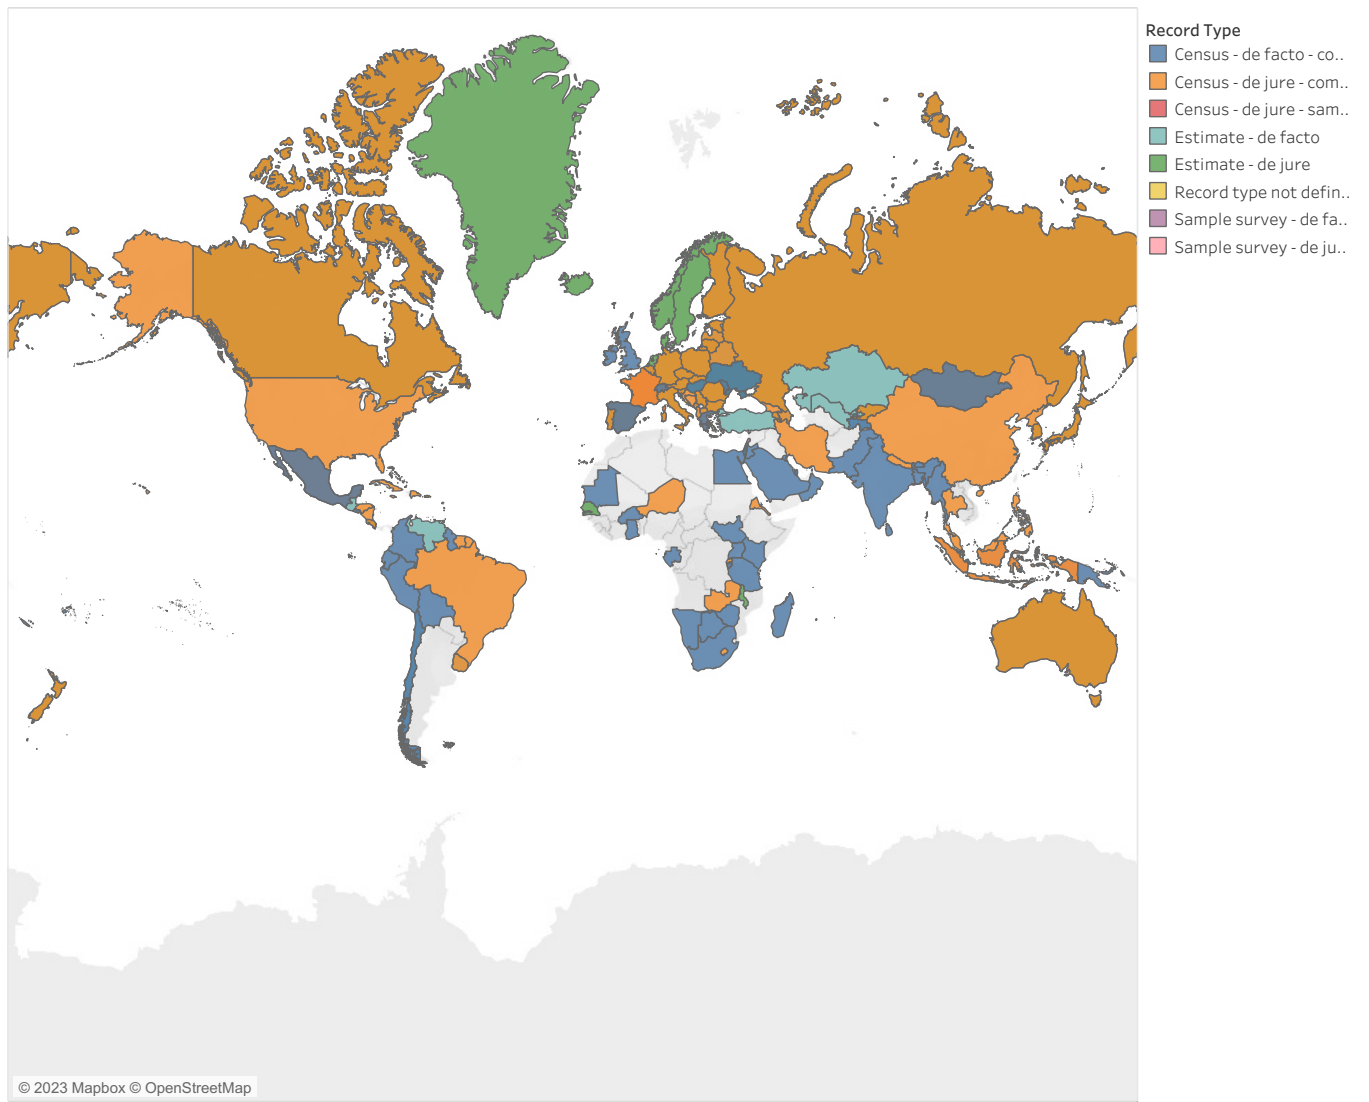 Record Type
Census - de facto - co..
Census - de jure - com..
Census - de jure - sam..
Estimate - de facto
Estimate - de jure
Record type not defin..
Sample survey - de fa..
Sample survey - de ju..
© 2023 Mapbox © OpenStreetMap